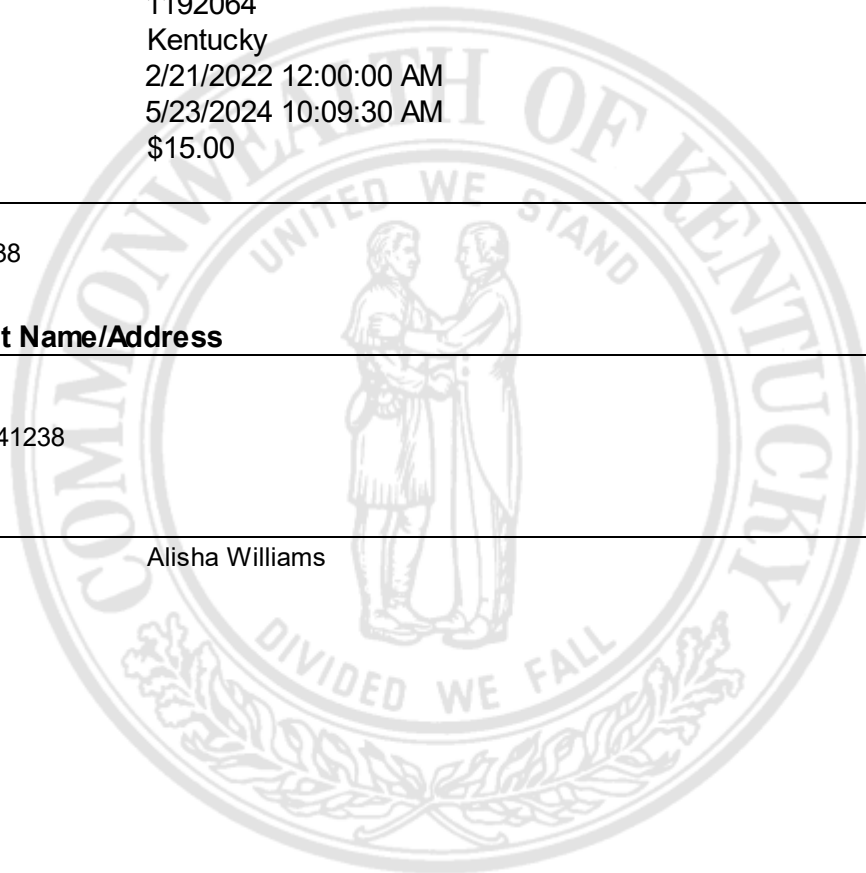 1192064
Kentucky
2/21/2022 12:00:00 AM
5/23/2024 10:09:30 AM
$15.00
COMMONWEALTH OF KENTUCKY
UNITED WE STAND
38
t Name/Address
41238
Alisha Williams
DIVIDED WE FALL